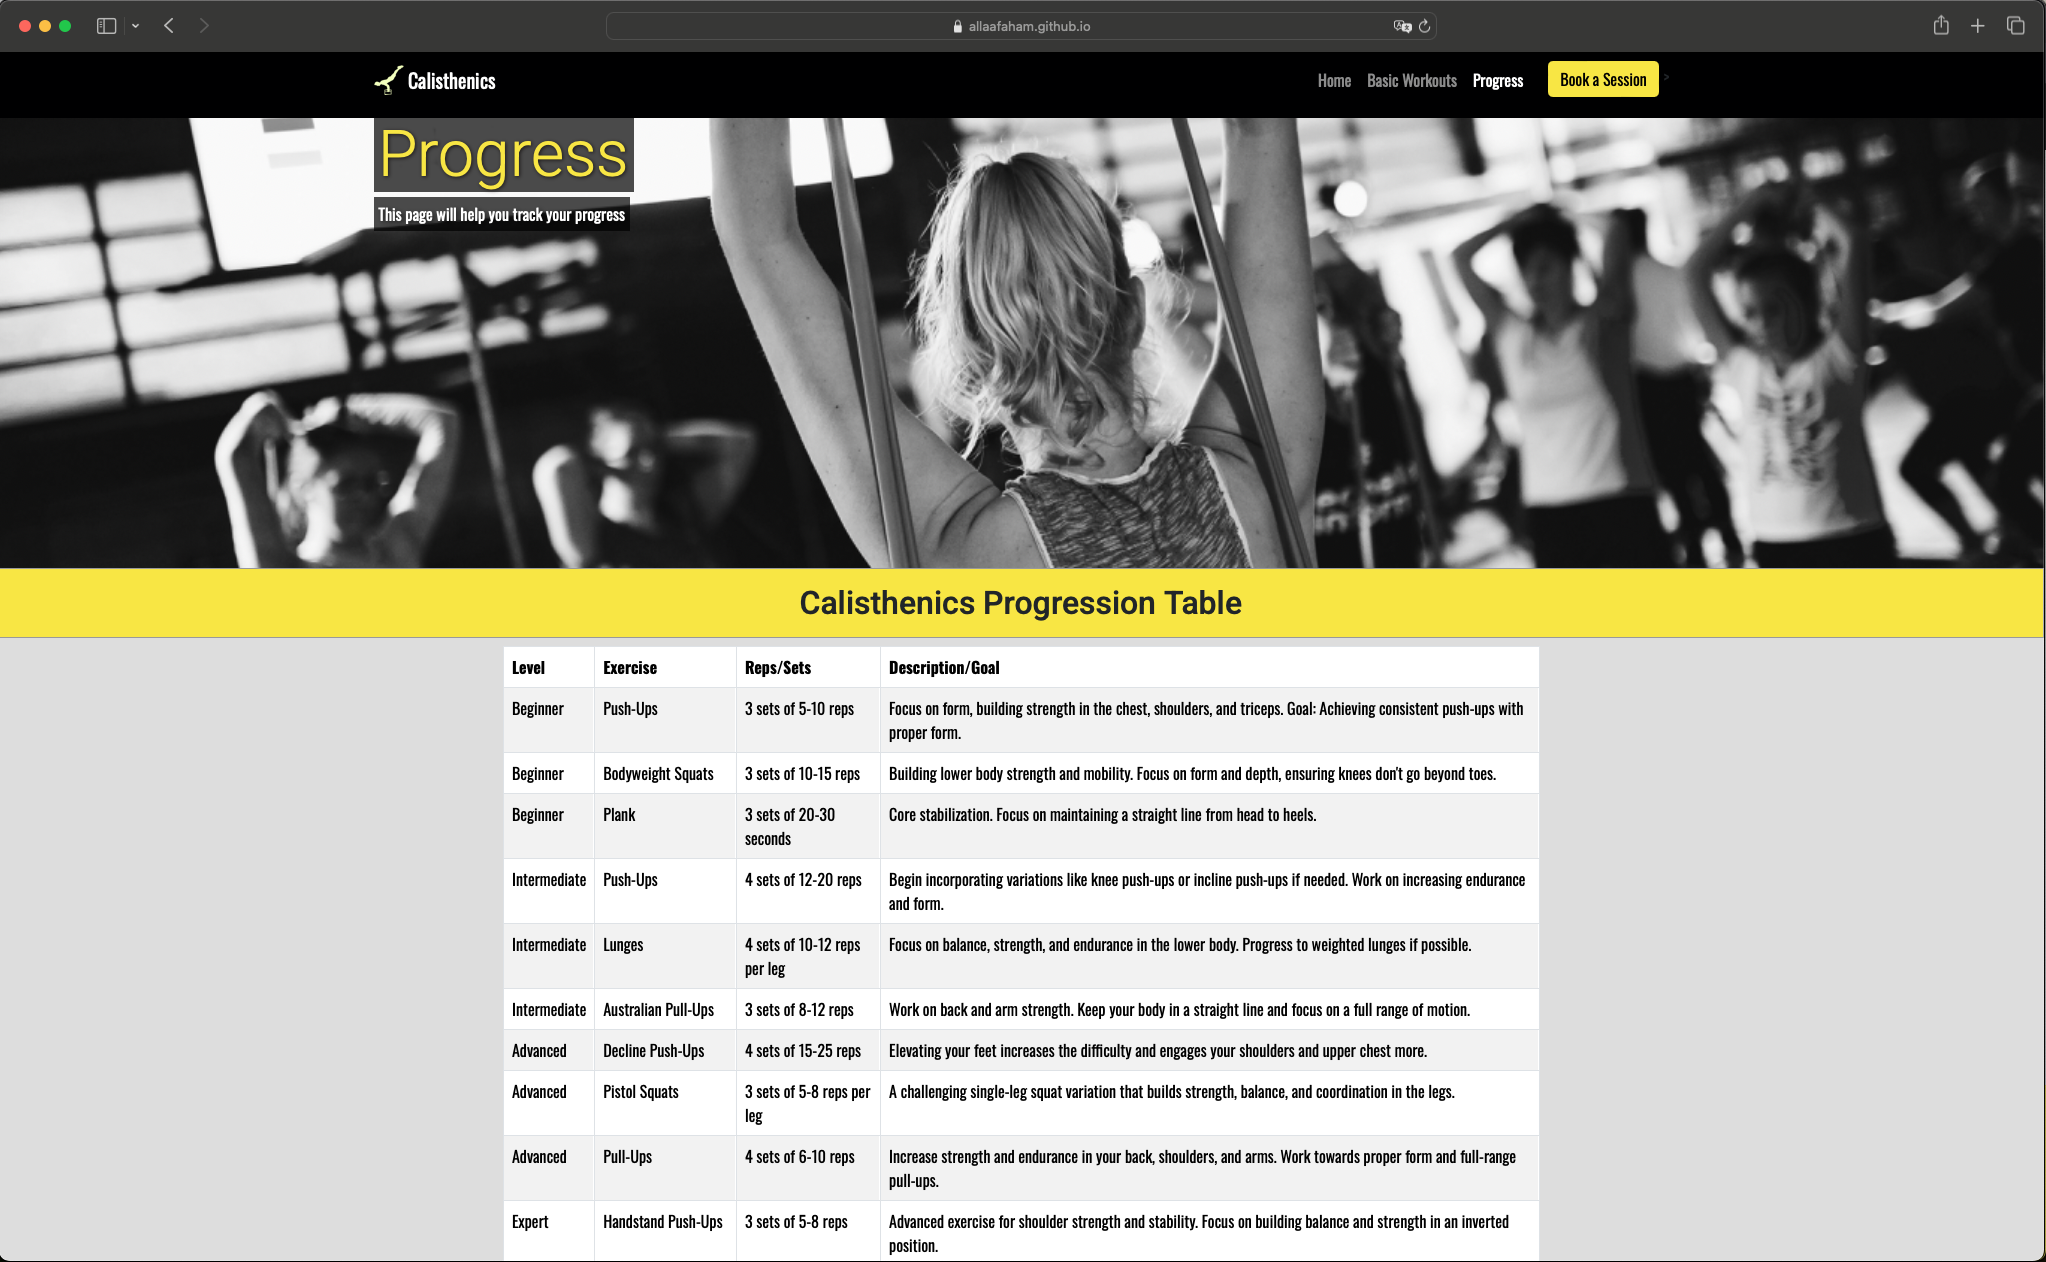 allaafaham.github.io
Calisthenics
Home Basic Workouts Progress Book a Session >
Progress
This page will help you track your progress
Calisthenics Progression Table
Level Exercise Reps/Sets Description/Goal
Beginner Push-Ups 3 sets of 5-10 reps Focus on form, building strength in the chest, shoulders, and triceps. Goal: Achieving consistent push-ups with
proper form.
Beginner Bodyweight Squats 3 sets of 10-15 reps Building lower body strength and mobility. Focus on form and depth, ensuring knees don't go beyond toes.
Beginner Plank 3 sets of 20-30 Core stabilization. Focus on maintaining a straight line from head to heels.
seconds
Intermediate Push-Ups 4 sets of 12-20 reps Begin incorporating variations like knee push-ups or incline push-ups if needed. Work on increasing endurance
and form.
Intermediate Lunges 4 sets of 10-12 reps Focus on balance, strength, and endurance in the lower body. Progress to weighted lunges if possible.
per leg
Intermediate Australian Pull-Ups 3 sets of 8-12 reps Work on back and arm strength. Keep your body in a straight line and focus on a full range of motion.
Advanced Decline Push-Ups 4 sets of 15-25 reps Elevating your feet increases the difficulty and engages your shoulders and upper chest more.
Advanced Pistol Squats 3 sets of 5-8 reps per A challenging single-leg squat variation that builds strength, balance, and coordination in the legs.
leg
Advanced Pull-Ups 4 sets of 6-10 reps Increase strength and endurance in your back, shoulders, and arms. Work towards proper form and full-range
pull-ups.
Expert Handstand Push-Ups 3 sets of 5-8 reps Advanced exercise for shoulder strength and stability. Focus on building balance and strength in an inverted
position.